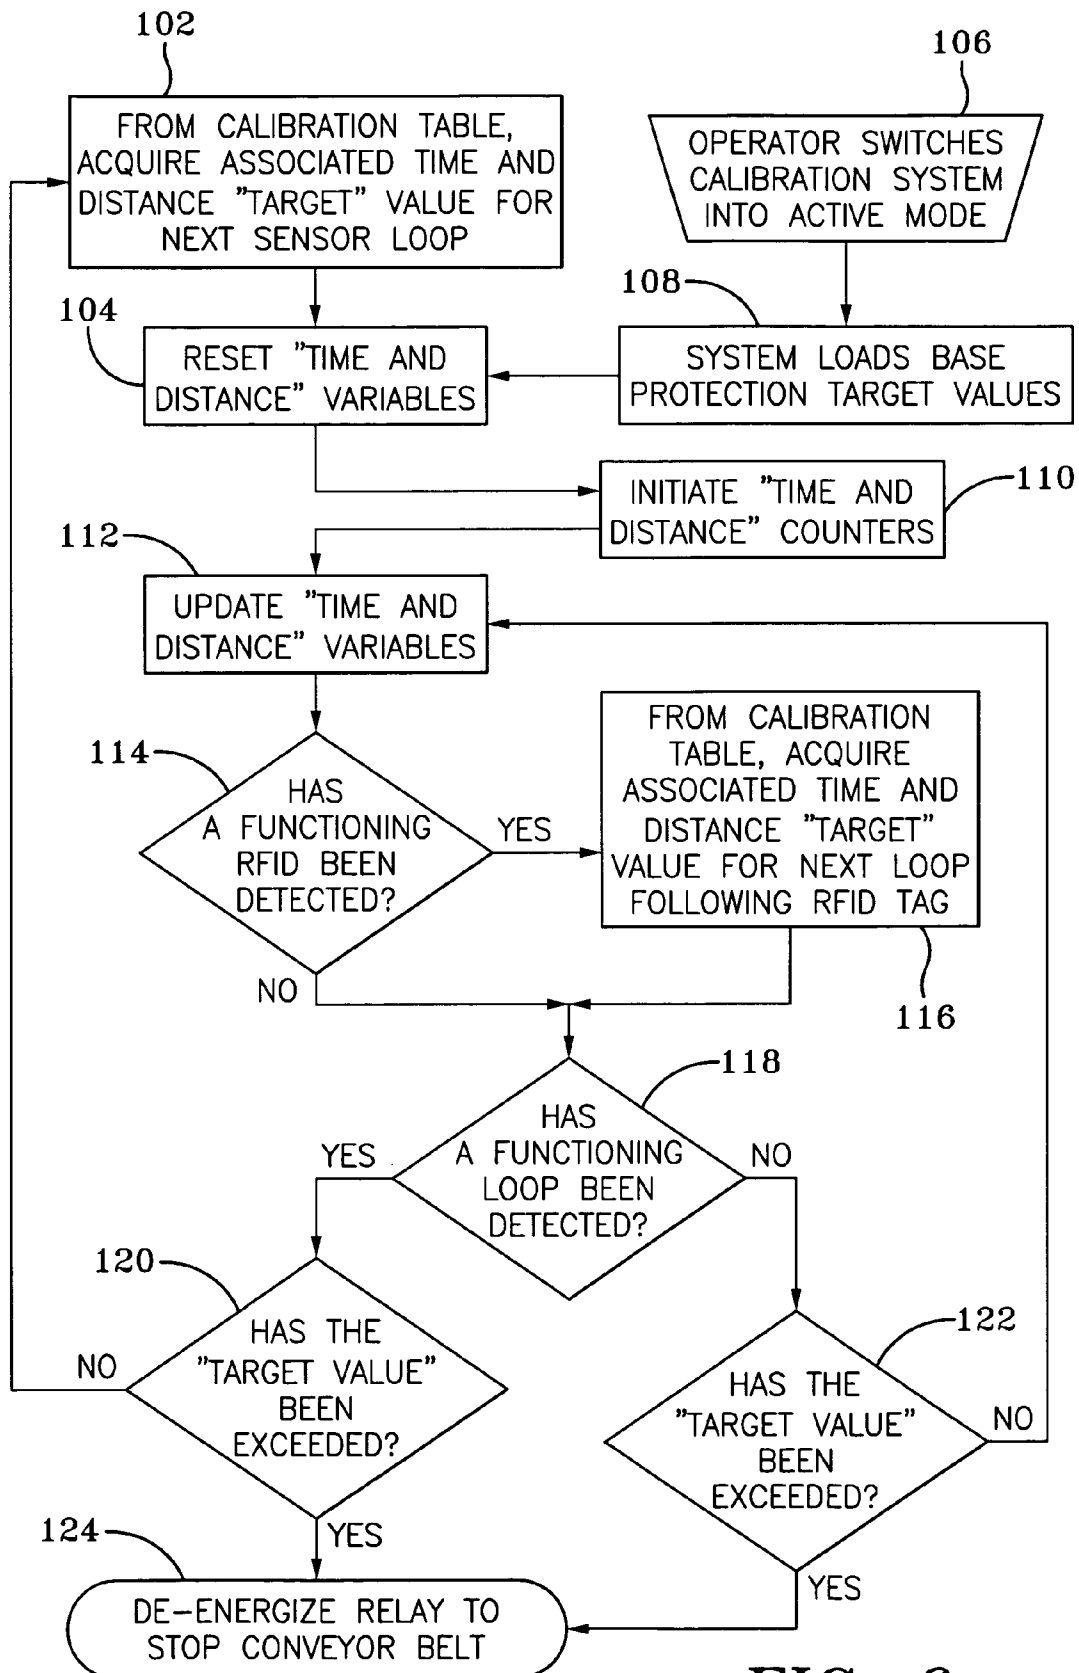 102
106
FROM CALIBRATION TABLE,
ACQUIRE ASSOCIATED TIME AND
DISTANCE "TARGET" VALUE FOR
NEXT SENSOR LOOP
OPERATOR SWITCHES
CALIBRATION SYSTEM
INTO ACTIVE MODE
104
108
RESET "TIME AND
DISTANCE" VARIABLES
SYSTEM LOADS BASE
PROTECTION TARGET VALUES
110
INITIATE "TIME AND
DISTANCE" COUNTERS
112
UPDATE "TIME AND
DISTANCE" VARIABLES
114
HAS
A FUNCTIONING
RFID BEEN
DETECTED?
YES
NO
FROM CALIBRATION
TABLE, ACQUIRE
ASSOCIATED TIME AND
DISTANCE "TARGET"
VALUE FOR NEXT LOOP
FOLLOWING RFID TAG
116
118
HAS
A FUNCTIONING
LOOP BEEN
DETECTED?
YES
NO
120
HAS THE
"TARGET VALUE"
BEEN
EXCEEDED?
NO
YES
122
HAS THE
"TARGET VALUE"
BEEN
EXCEEDED?
NO
YES
124
DE-ENERGIZE RELAY TO
STOP CONVEYOR BELT